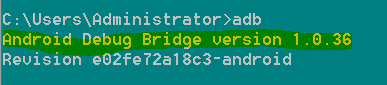 C:\Users\Administrator>adb
Android Debug Bridge version 1.0.36
Revision e02fe72a18c3-android